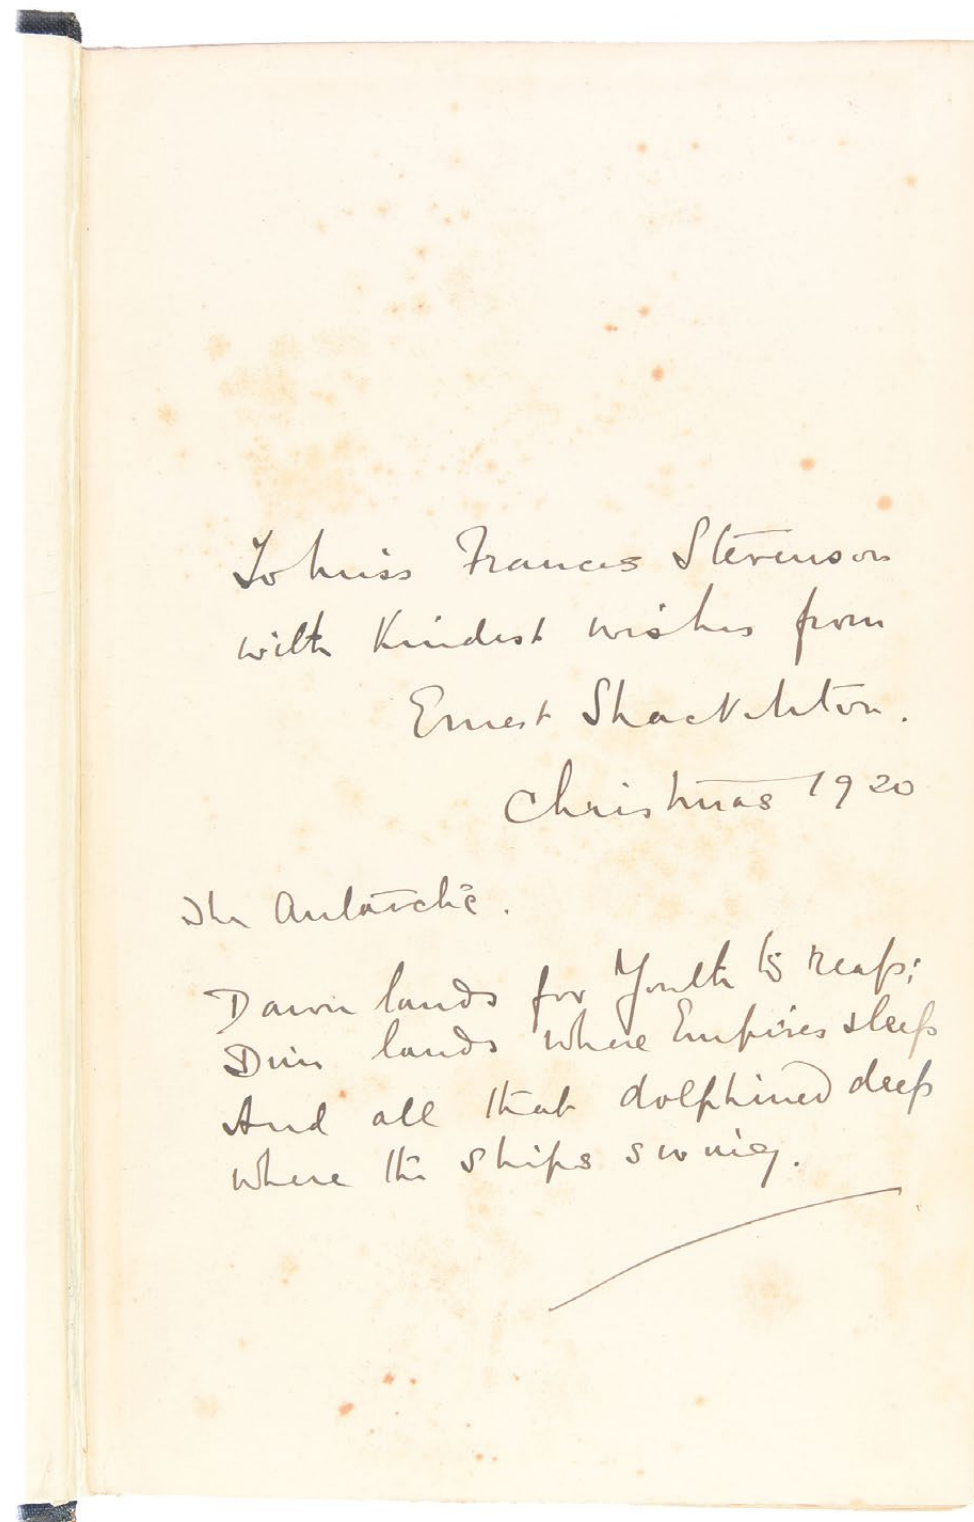 To Miss Frances Stevenson
with Kindest wishes from
Ernest Shackleton.
Christmas 1920
The Antarctic.
Dawn lands for Youth to reap;
Dim lands where Empires sleep
And all that dolphined deep
where the ships swing.